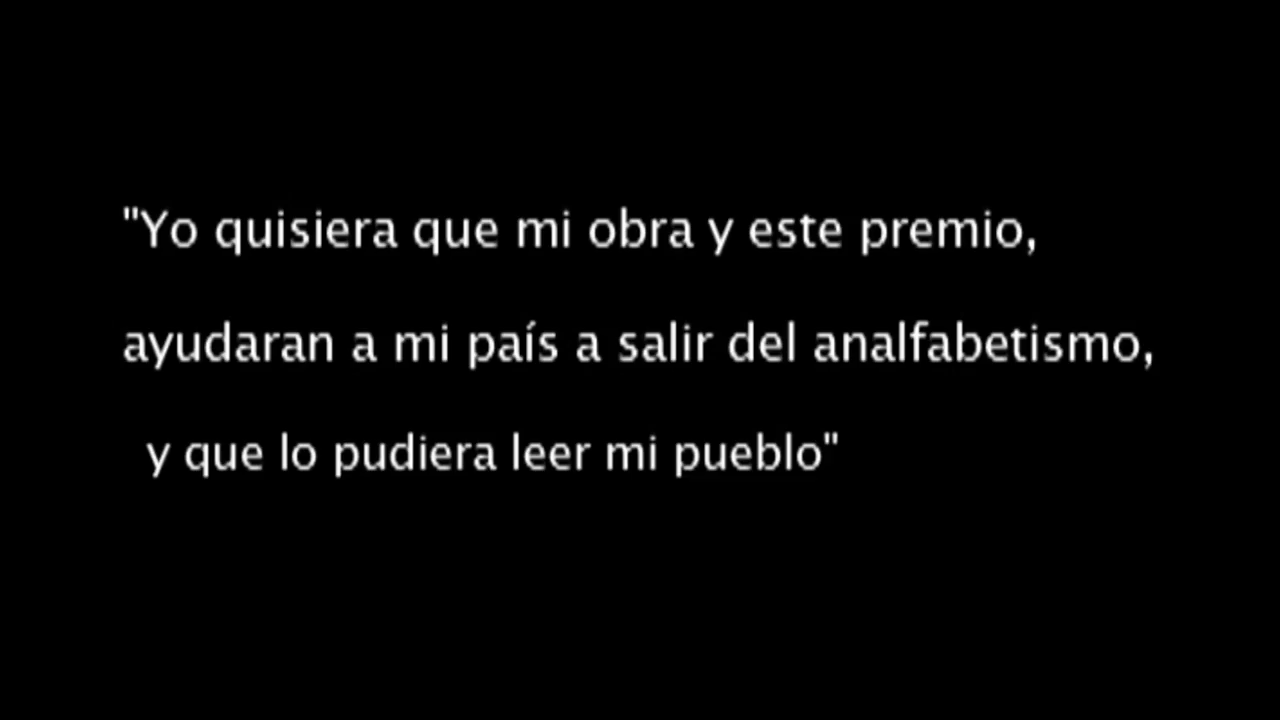 "Yo quisiera que mi obra y este premio,
ayudaran a mi país a salir del analfabetismo,
y que lo pudiera leer mi pueblo"